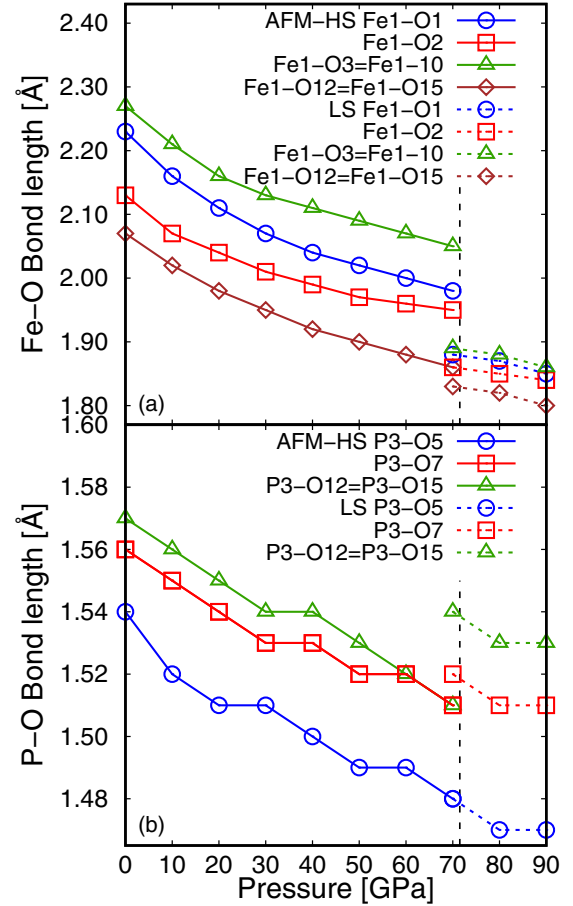 2.40
2.30
2.20
2.10
2.00
1.90
1.80
Fe−O Bond length [Å]
AFM−HS Fe1−O1
Fe1−O2
Fe1−O3=Fe1−10
Fe1−O12=Fe1−O15
LS Fe1−O1
Fe1−O2
Fe1−O3=Fe1−10
Fe1−O12=Fe1−O15
(a)
1.60
1.58
1.56
1.54
1.52
1.50
1.48
P−O Bond length [Å]
AFM−HS P3−O5
P3−O7
P3−O12=P3−O15
LS P3−O5
P3−O7
P3−O12=P3−O15
(b)
0 10 20 30 40 50 60 70 80 90
Pressure [GPa]